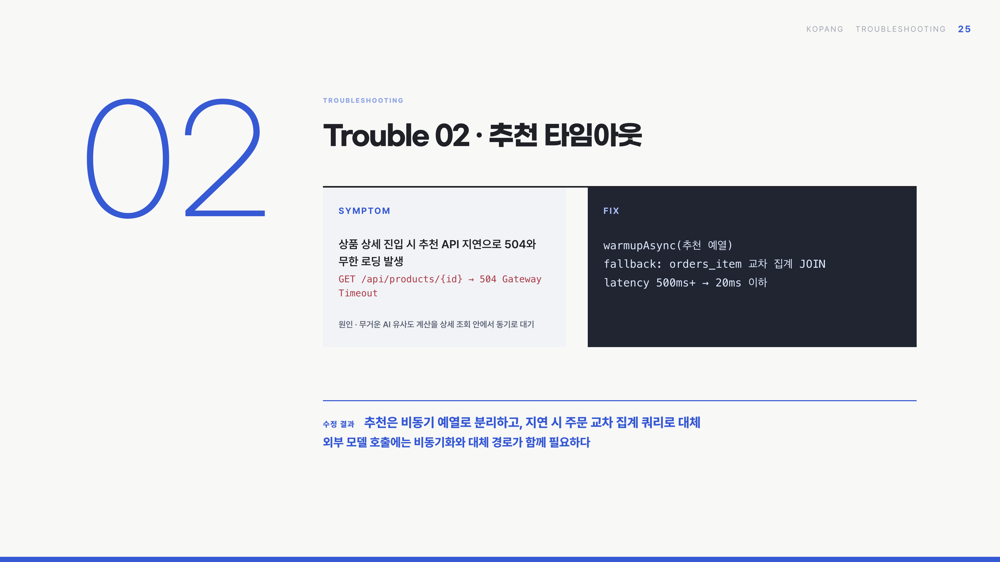 KOPANG TROUBLESHOOTING 25
02
TROUBLESHOOTING
Trouble 02 · 추천 타임아웃
SYMPTOM
상품 상세 진입 시 추천 API 지연으로 504와
무한 로딩 발생
GET /api/products/{id} → 504 Gateway
Timeout
원인 · 무거운 AI 유사도 계산을 상세 조회 안에서 동기로 대기
FIX
warmupAsync(추천 예열)
fallback: orders_item 교차 집계 JOIN
latency 500ms+ → 20ms 이하
수정 결과 추천은 비동기 예열로 분리하고, 지연 시 주문 교차 집계 쿼리로 대체
외부 모델 호출에는 비동기화와 대체 경로가 함께 필요하다